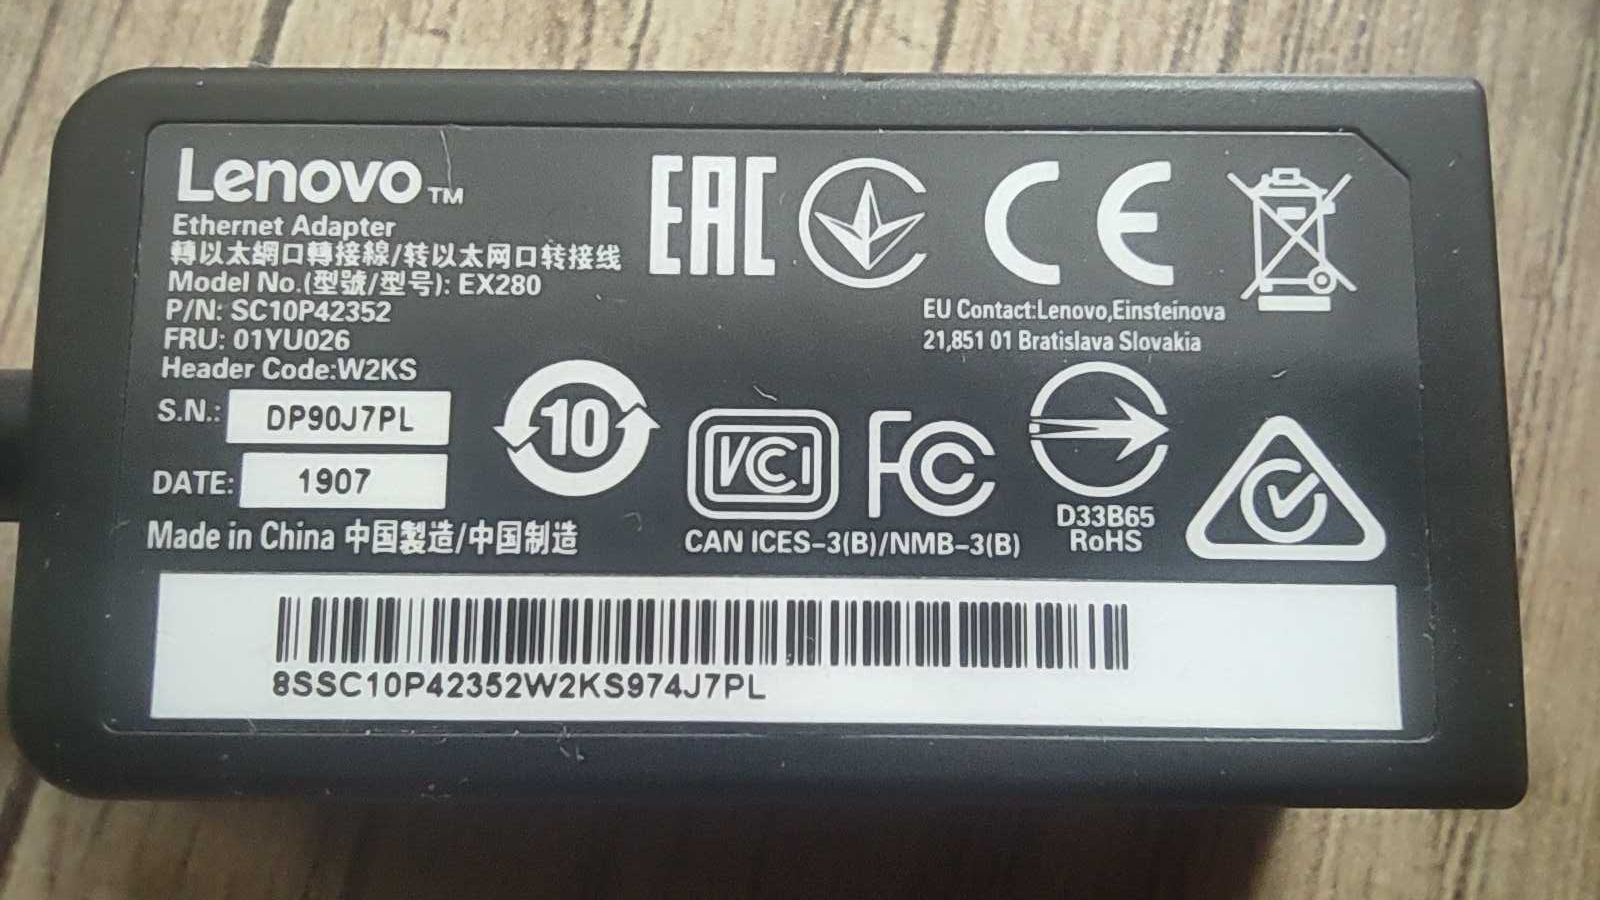 Lenovo™
Ethernet Adapter
轉以太網口轉接線/转以太网口转接线
Model No.(型號/型号): EX280
P/N: SC10P42352
FRU: 01YU026
Header Code:W2KS
S.N.: DP90J7PL
DATE: 1907
Made in China 中国製造/中国制造
EAC
CE
EU Contact:Lenovo,Einsteinova
21,851 01 Bratislava Slovakia
10
VCI
FC
CAN ICES-3(B)/NMB-3(B)
D33B65
RoHS
8SSC10P42352W2KS974J7PL